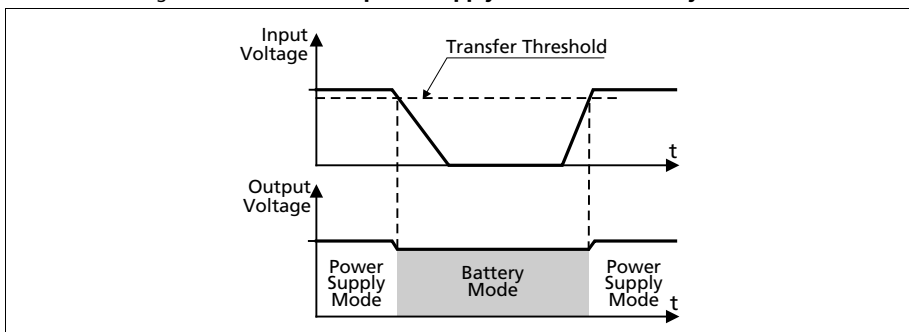 Input
Voltage
Transfer Threshold
t
Output
Voltage
Power
Supply
Mode
Battery
Mode
Power
Supply
Mode
t